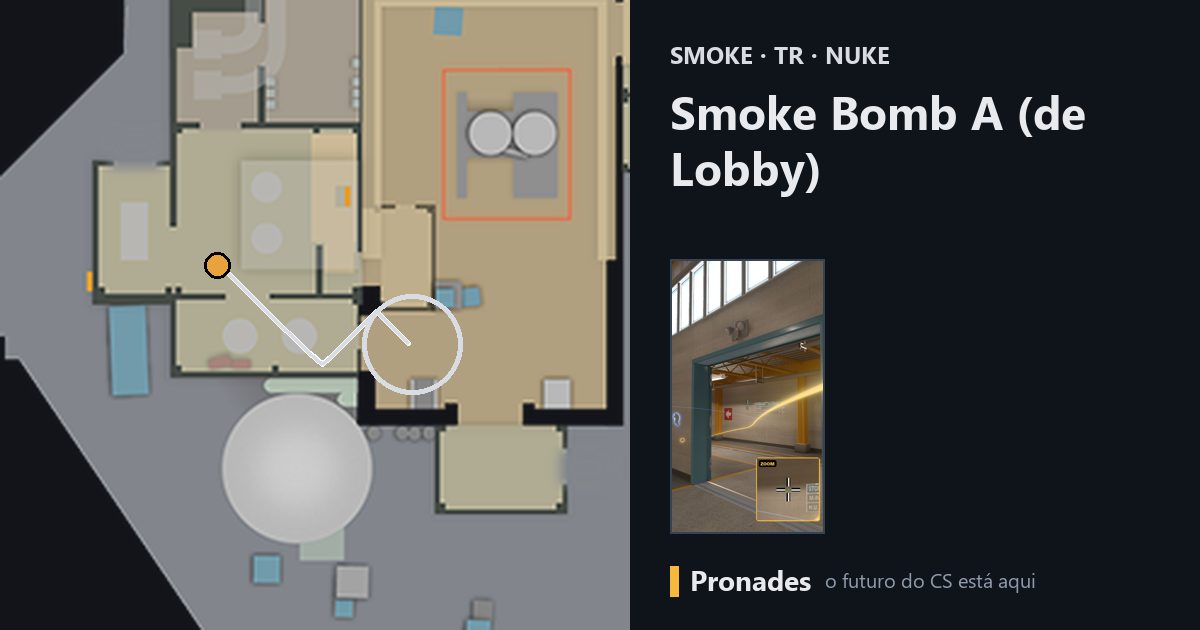 SMOKE · TR · NUKE
Smoke Bomb A (de
Lobby)
ZOOM
Pronades o futuro do CS está aqui